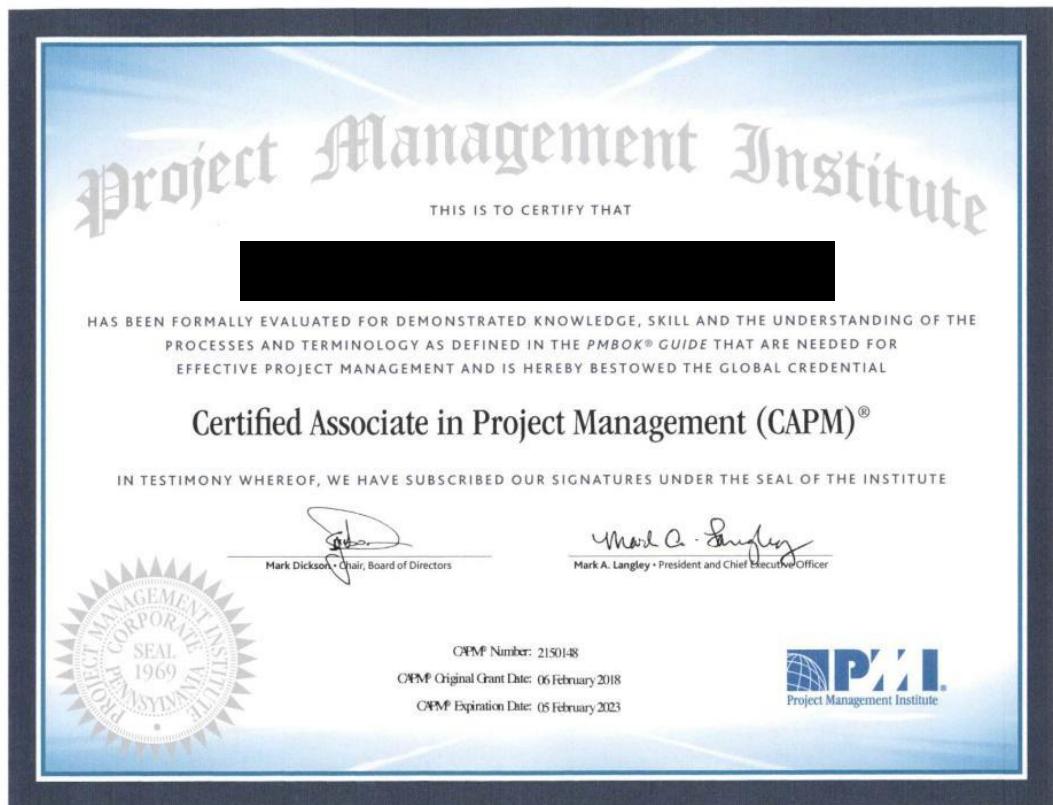 Project Management Institute
THIS IS TO CERTIFY THAT
HAS BEEN FORMALLY EVALUATED FOR DEMONSTRATED KNOWLEDGE, SKILL AND THE UNDERSTANDING OF THE
PROCESSES AND TERMINOLOGY AS DEFINED IN THE PMBOK® GUIDE THAT ARE NEEDED FOR
EFFECTIVE PROJECT MANAGEMENT AND IS HEREBY BESTOWED THE GLOBAL CREDENTIAL
Certified Associate in Project Management (CAPM)®
IN TESTIMONY WHEREOF, WE HAVE SUBSCRIBED OUR SIGNATURES UNDER THE SEAL OF THE INSTITUTE
Mark A. Langley
Mark Dickson • Chair, Board of Directors
Mark A. Langley • President and Chief Executive Officer
PROJECT MANAGEMENT INSTITUTE
CORPORATE
SEAL
1969
PENNSYLVANIA
CAPM® Number: 2150148
CAPM® Original Grant Date: 06 February 2018
CAPM® Expiration Date: 05 February 2023
PMI
Project Management Institute